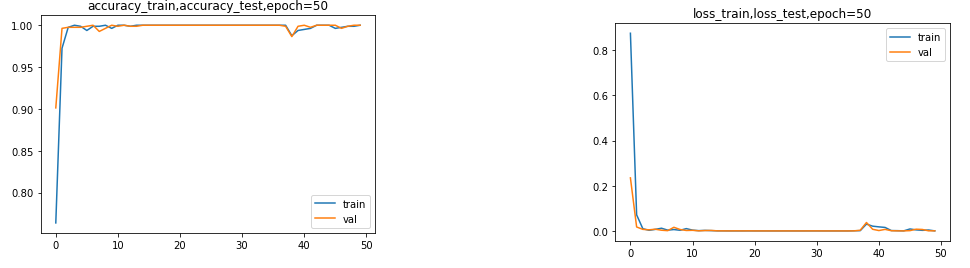 accuracy_train,accuracy_test,epoch=50
1.00
0.95
0.90
0.85
0.80
train
val
0 10 20 30 40 50
loss_train,loss_test,epoch=50
0.8
0.6
0.4
0.2
0.0
train
val
0 10 20 30 40 50